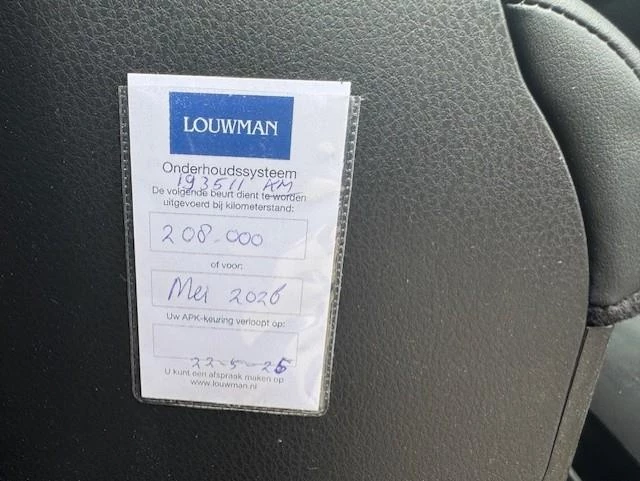 LOUWMAN
Onderhoudssysteem
193511 KM
De volgende beurt dient te worden
uitgevoerd bij kilometerstand:
208.000
of voor:
Mei 2026
Uw APK-keuring verloopt op:
22-5-26
U kunt een afspraak maken op
www.louwman.nl